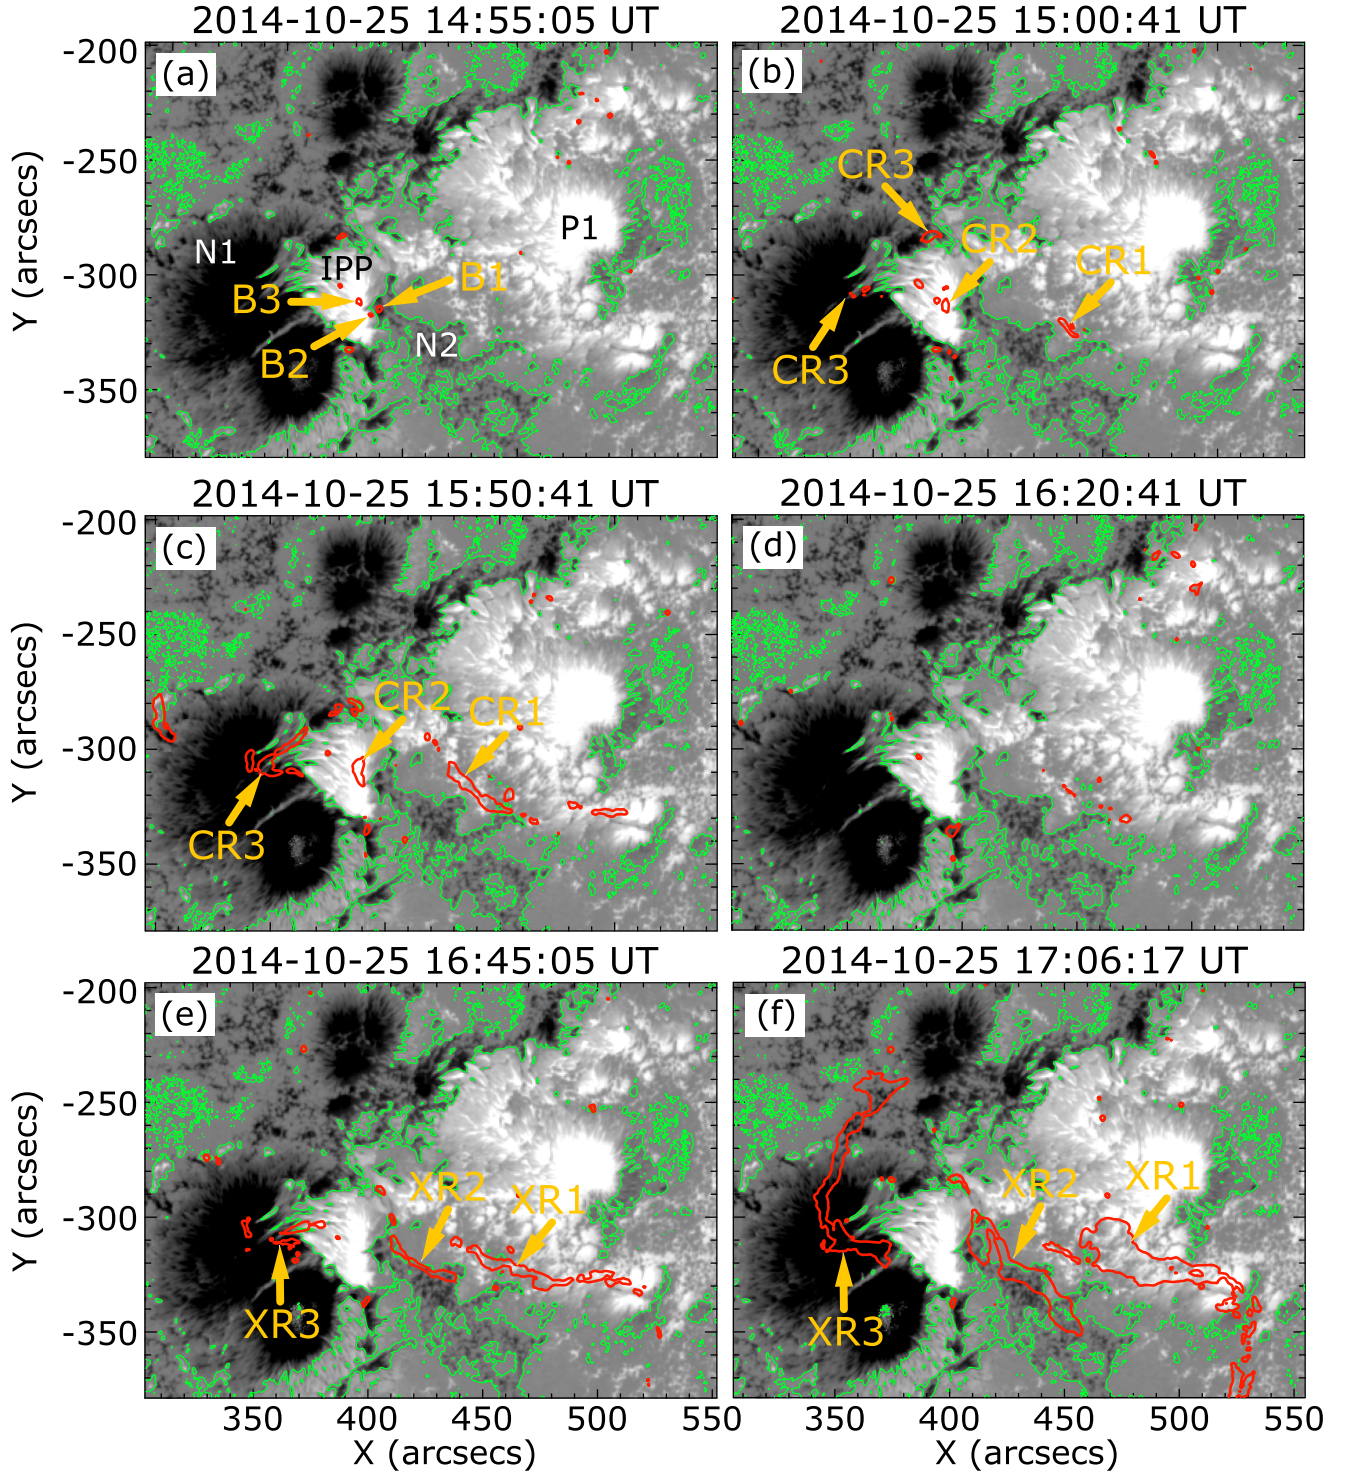 2014-10-25 14:55:05 UT
2014-10-25 15:00:41 UT
-200
-250
-300
-350
Y (arcsecs)
(a)
N1
IPP
P1
B3
B1
B2
N2
(b)
CR3
CR2
CR1
CR3
2014-10-25 15:50:41 UT
2014-10-25 16:20:41 UT
-200
-250
-300
-350
Y (arcsecs)
(c)
CR2
CR1
CR3
(d)
2014-10-25 16:45:05 UT
2014-10-25 17:06:17 UT
-200
-250
-300
-350
Y (arcsecs)
(e)
XR2
XR1
XR3
(f)
XR2
XR1
XR3
350 400 450 500 550
X (arcsecs)
350 400 450 500 550
X (arcsecs)